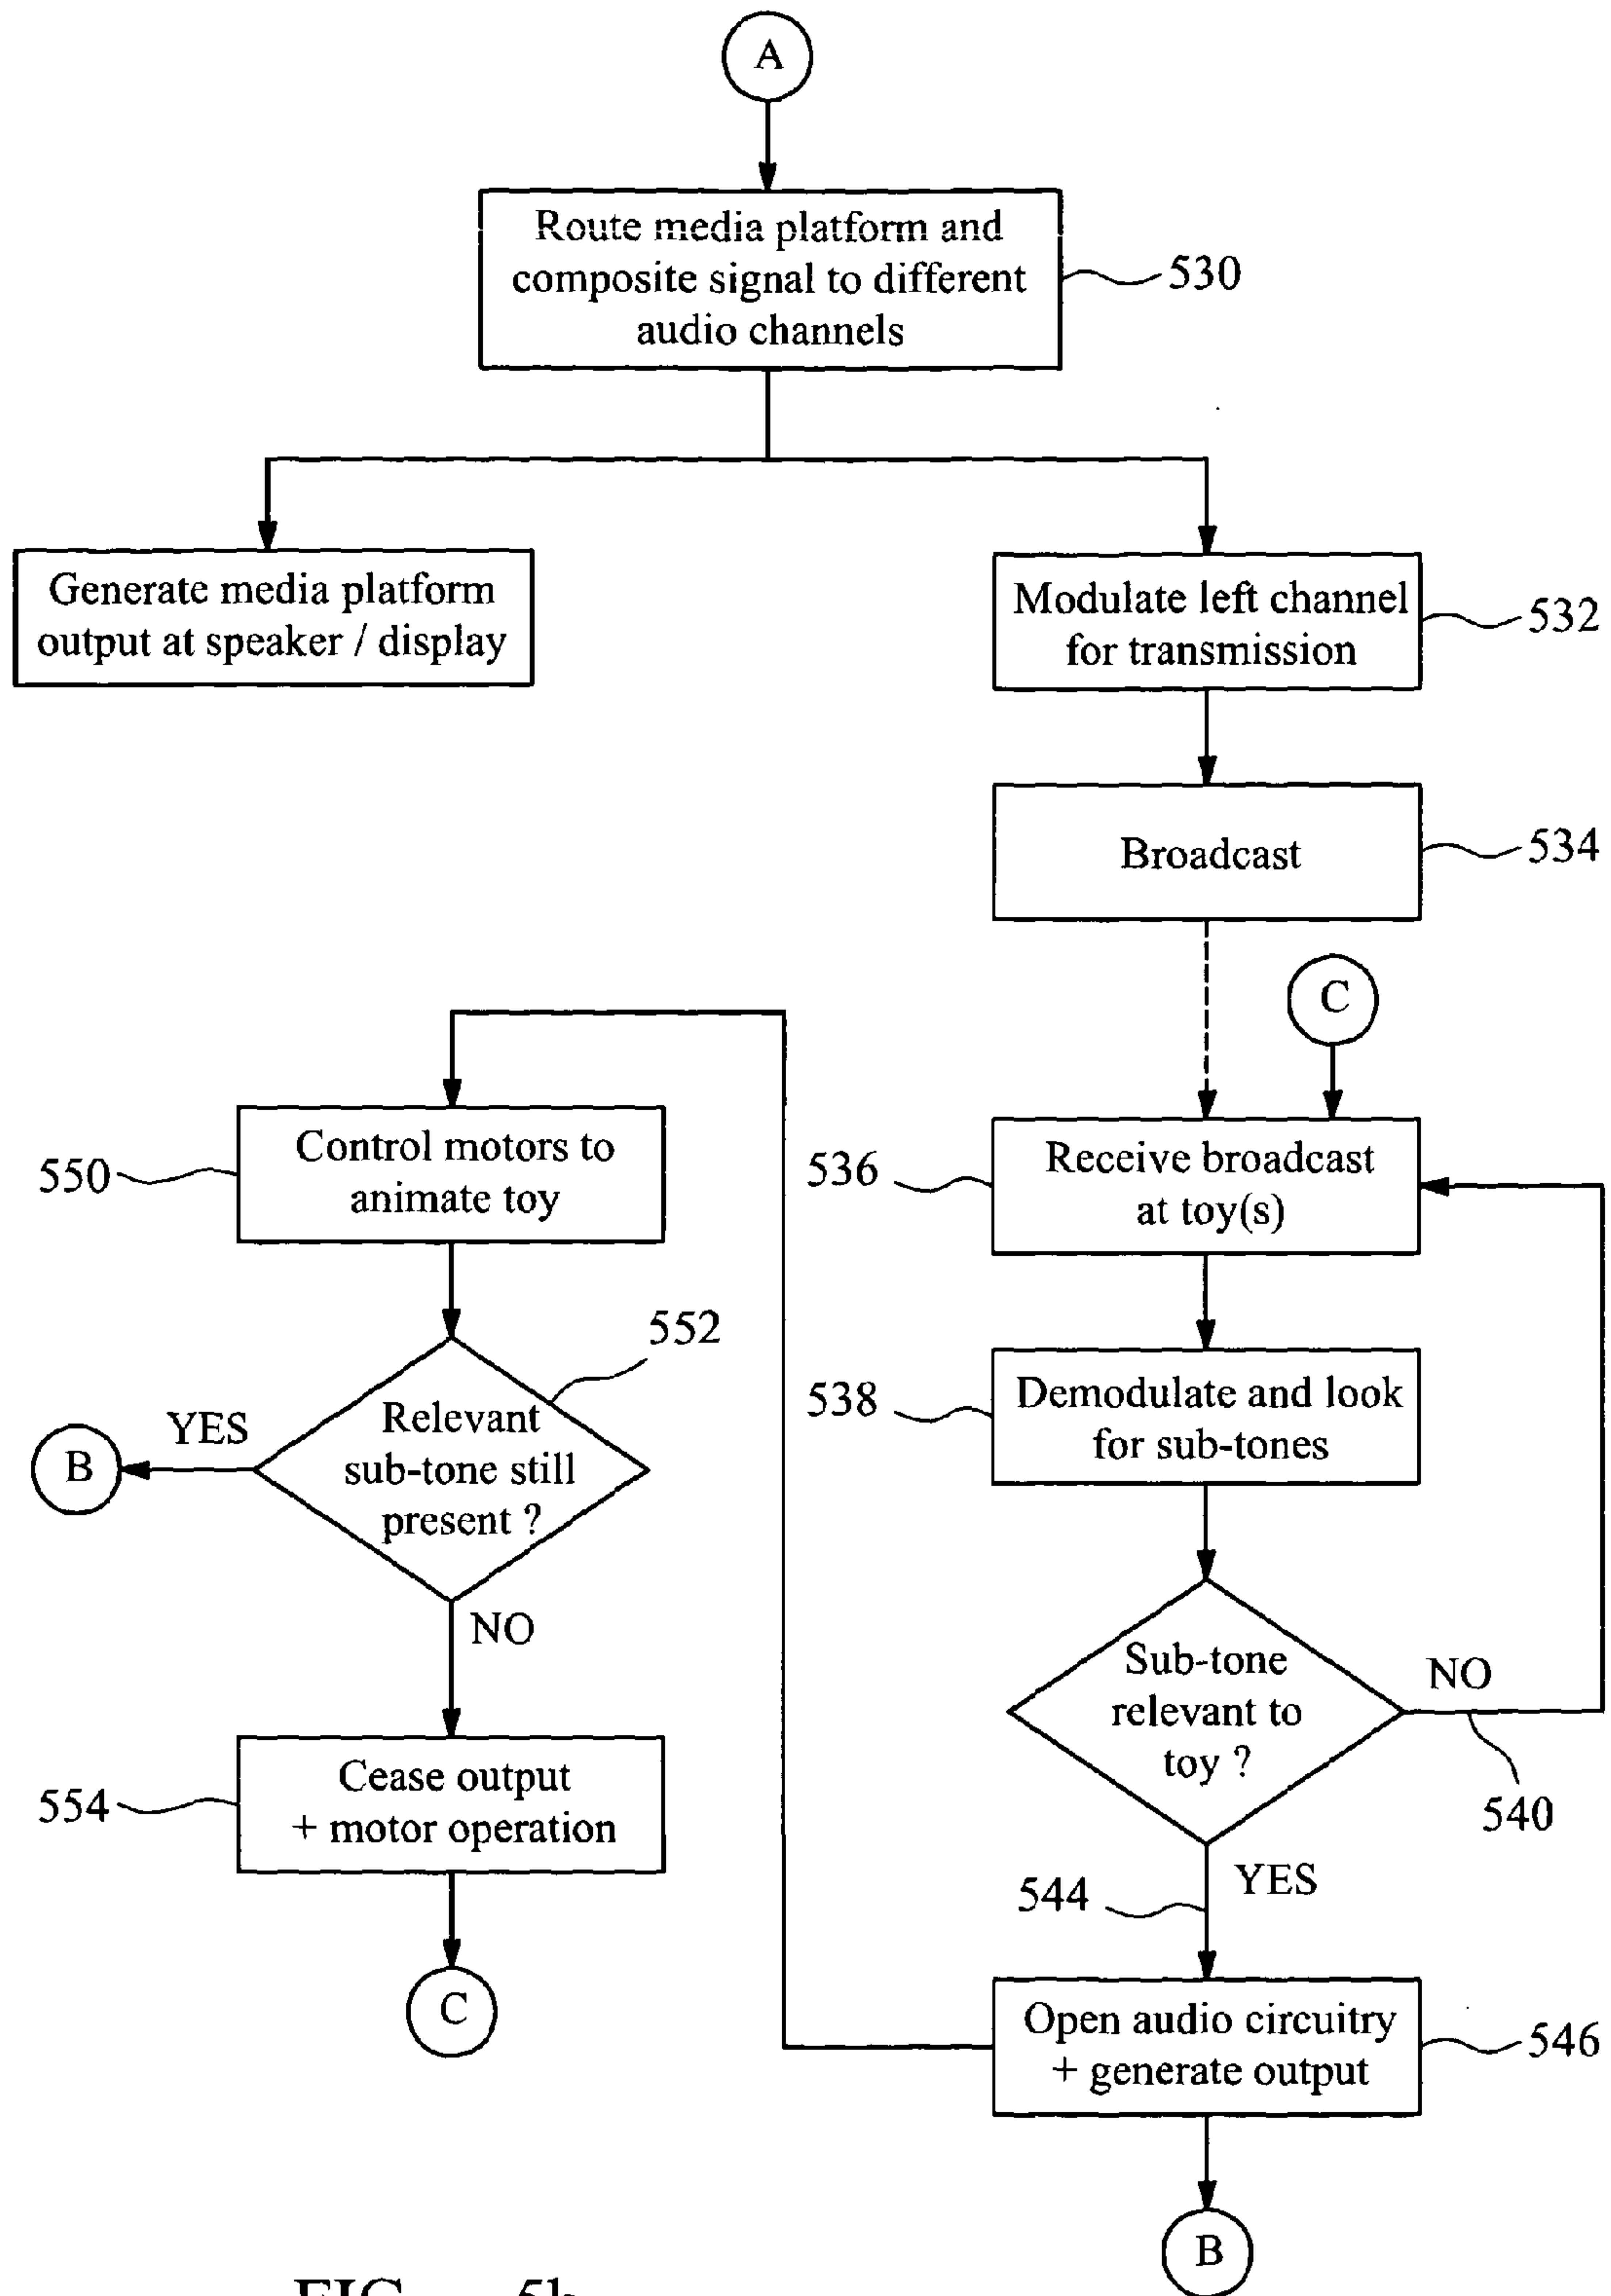 A
Route media platform and
composite signal to different
audio channels
530
Generate media platform
output at speaker / display
Modulate left channel
for transmission
532
Broadcast
534
C
Control motors to
animate toy
550
536
Receive broadcast
at toy(s)
552
Relevant
sub-tone still
present ?
YES
B
NO
538
Demodulate and look
for sub-tones
Sub-tone
relevant to
toy ?
NO
540
Cease output
+ motor operation
554
544
YES
C
Open audio circuitry
+ generate output
546
B
FIG. 5b